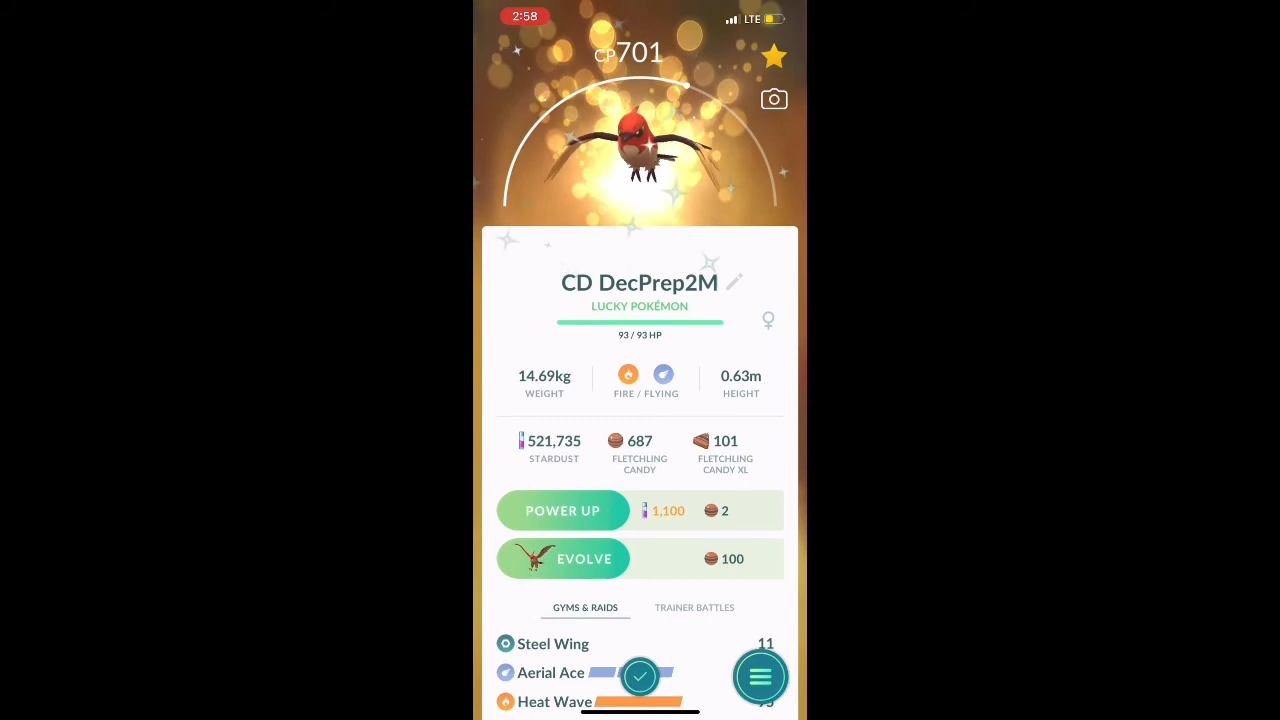 2:58
LTE
CP701
CD DecPrep2M
LUCKY POKÉMON
93 / 93 HP
14.69kg
WEIGHT
FIRE / FLYING
0.63m
HEIGHT
521,735
STARDUST
687
FLETCHLING
CANDY
101
FLETCHLING
CANDY XL
POWER UP
1,100
2
EVOLVE
100
GYMS & RAIDS
TRAINER BATTLES
Steel Wing
11
Aerial Ace
Heat Wave